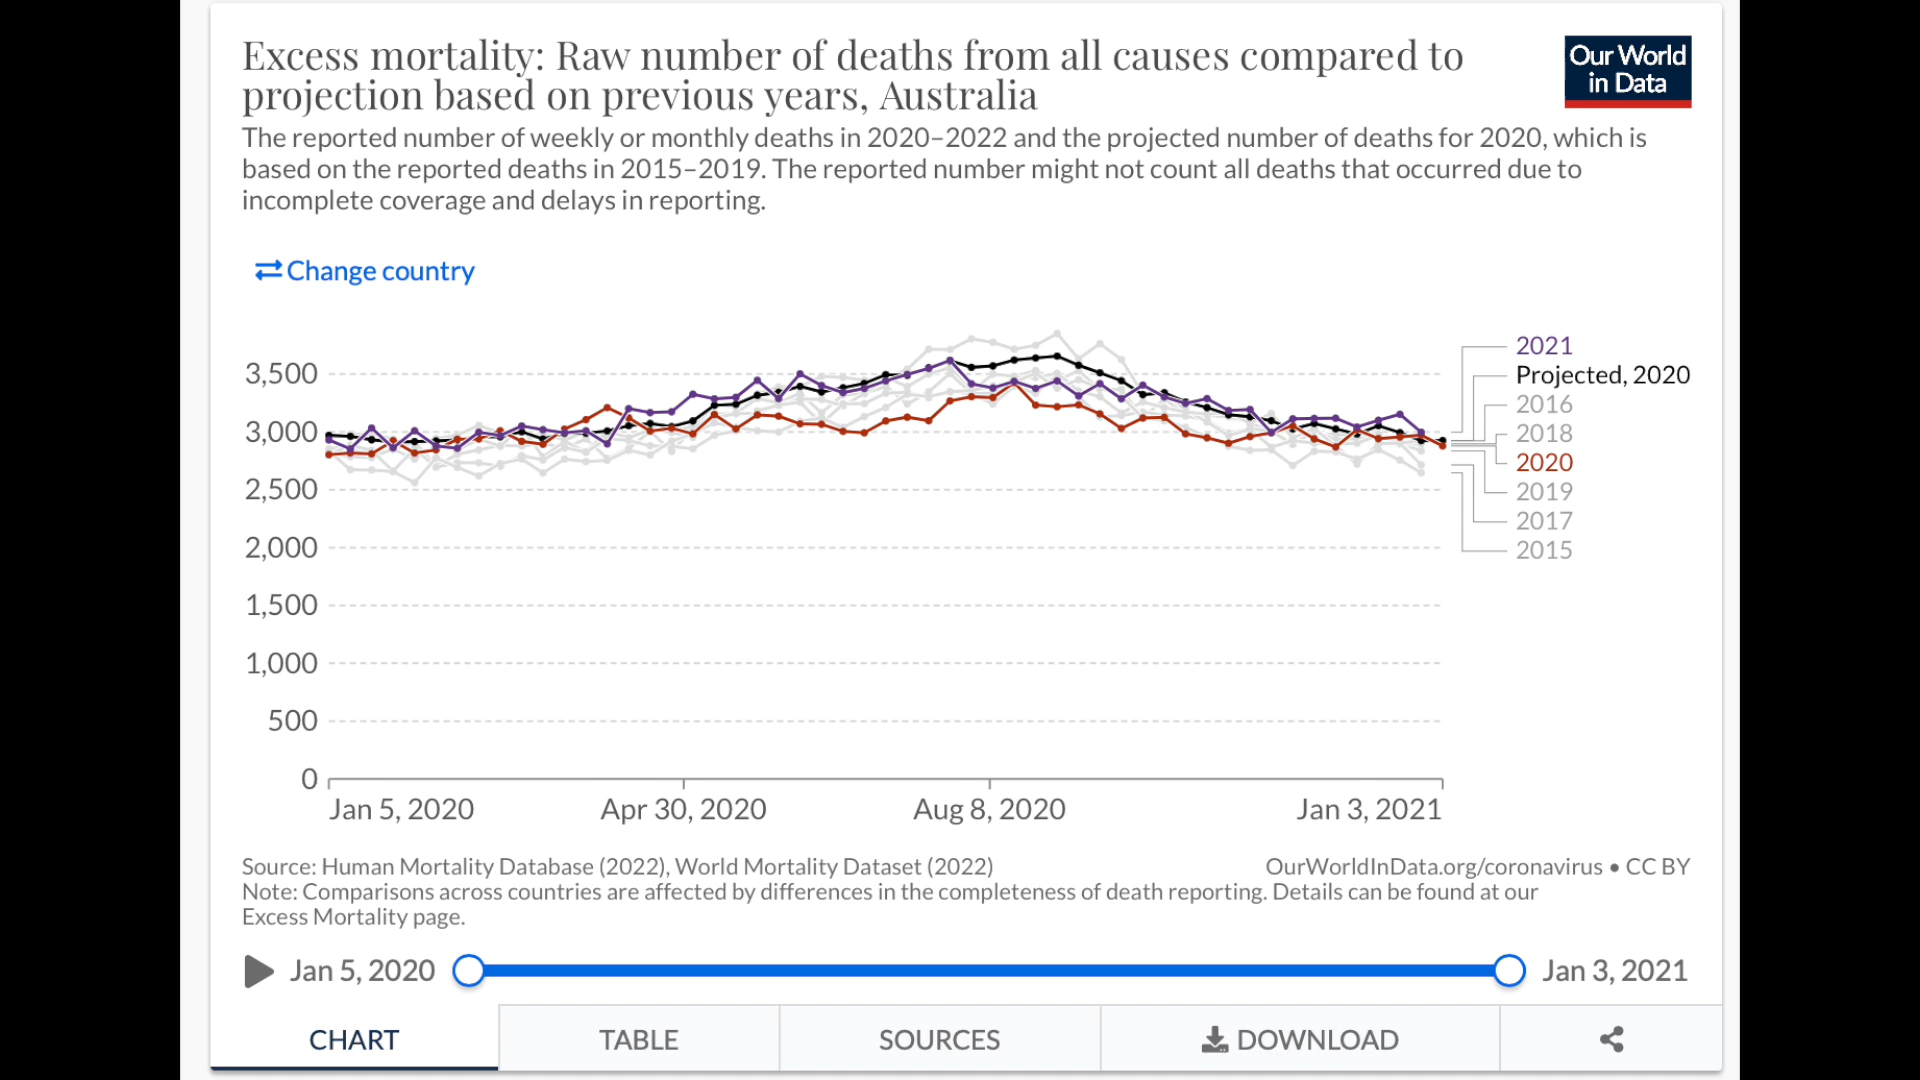 Excess mortality: Raw number of deaths from all causes compared to
projection based on previous years, Australia
Our World
in Data
The reported number of weekly or monthly deaths in 2020–2022 and the projected number of deaths for 2020, which is
based on the reported deaths in 2015–2019. The reported number might not count all deaths that occurred due to
incomplete coverage and delays in reporting.
Change country
3,500
3,000
2,500
2,000
1,500
1,000
500
0
2021
Projected, 2020
2016
2018
2020
2019
2017
2015
Jan 5, 2020
Apr 30, 2020
Aug 8, 2020
Jan 3, 2021
Source: Human Mortality Database (2022), World Mortality Dataset (2022)
OurWorldInData.org/coronavirus • CC BY
Note: Comparisons across countries are affected by differences in the completeness of death reporting. Details can be found at our
Excess Mortality page.
Jan 5, 2020
Jan 3, 2021
CHART
TABLE
SOURCES
DOWNLOAD